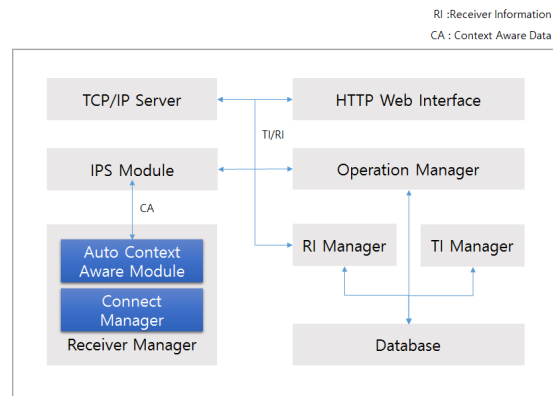 RI :Receiver Information
CA : Context Aware Data
TCP/IP Server
HTTP Web Interface
TI/RI
IPS Module
Operation Manager
CA
Auto Context
Aware Module
RI Manager
TI Manager
Connect
Manager
Receiver Manager
Database